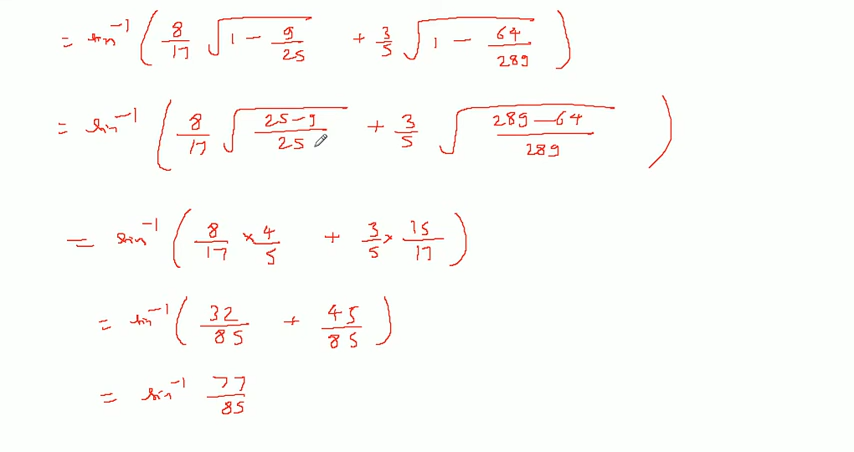 = sin⁻¹ ( 8/17 √(1 − 9/25) + 3/5 √(1 − 64/289) )
= sin⁻¹ ( 8/17 √((25−9)/25) + 3/5 √((289−64)/289) )
= sin⁻¹ ( 8/17 × 4/5 + 3/5 × 15/17 )
= sin⁻¹ ( 32/85 + 45/85 )
= sin⁻¹ 77/85